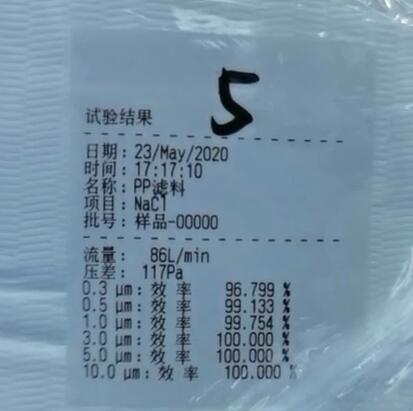 5
试验结果
日期：23/May/2020
时间：17:17:10
名称：PP滤料
项目：NaCl
批号：样品-00000
流量： 86L/min
压差：117Pa
0.3 μm：效率 96.799 %
0.5 μm：效率 99.133 %
1.0 μm：效率 99.754 %
3.0 μm：效率 100.000 %
5.0 μm：效率 100.000 %
10.0 μm：效率 100.000 %